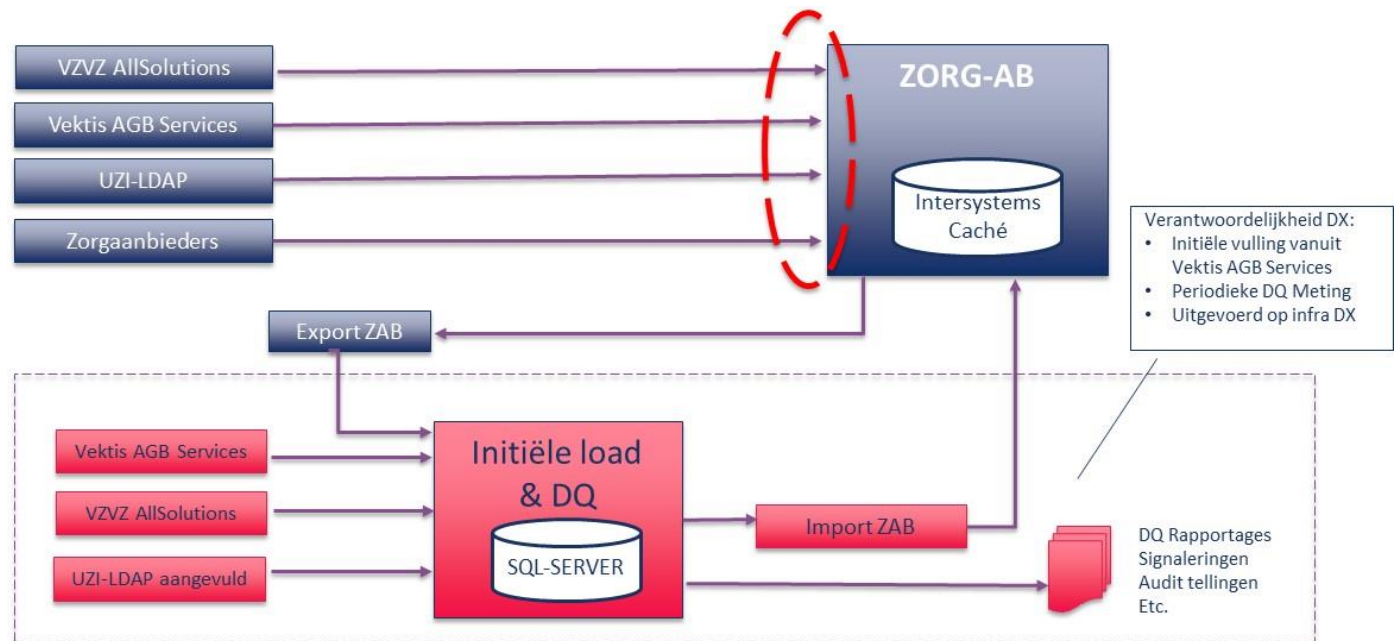 VZVZ AllSolutions
Vektis AGB Services
UZI-LDAP
Zorgaanbieders
ZORG-AB
Intersystems
Caché
Verantwoordelijkheid DX:
• Initiële vulling vanuit
Vektis AGB Services
• Periodieke DQ Meting
• Uitgevoerd op infra DX
Export ZAB
Vektis AGB Services
VZVZ AllSolutions
UZI-LDAP aangevuld
Initiële load
& DQ
SQL-SERVER
Import ZAB
DQ Rapportages
Signaleringen
Audit tellingen
Etc.